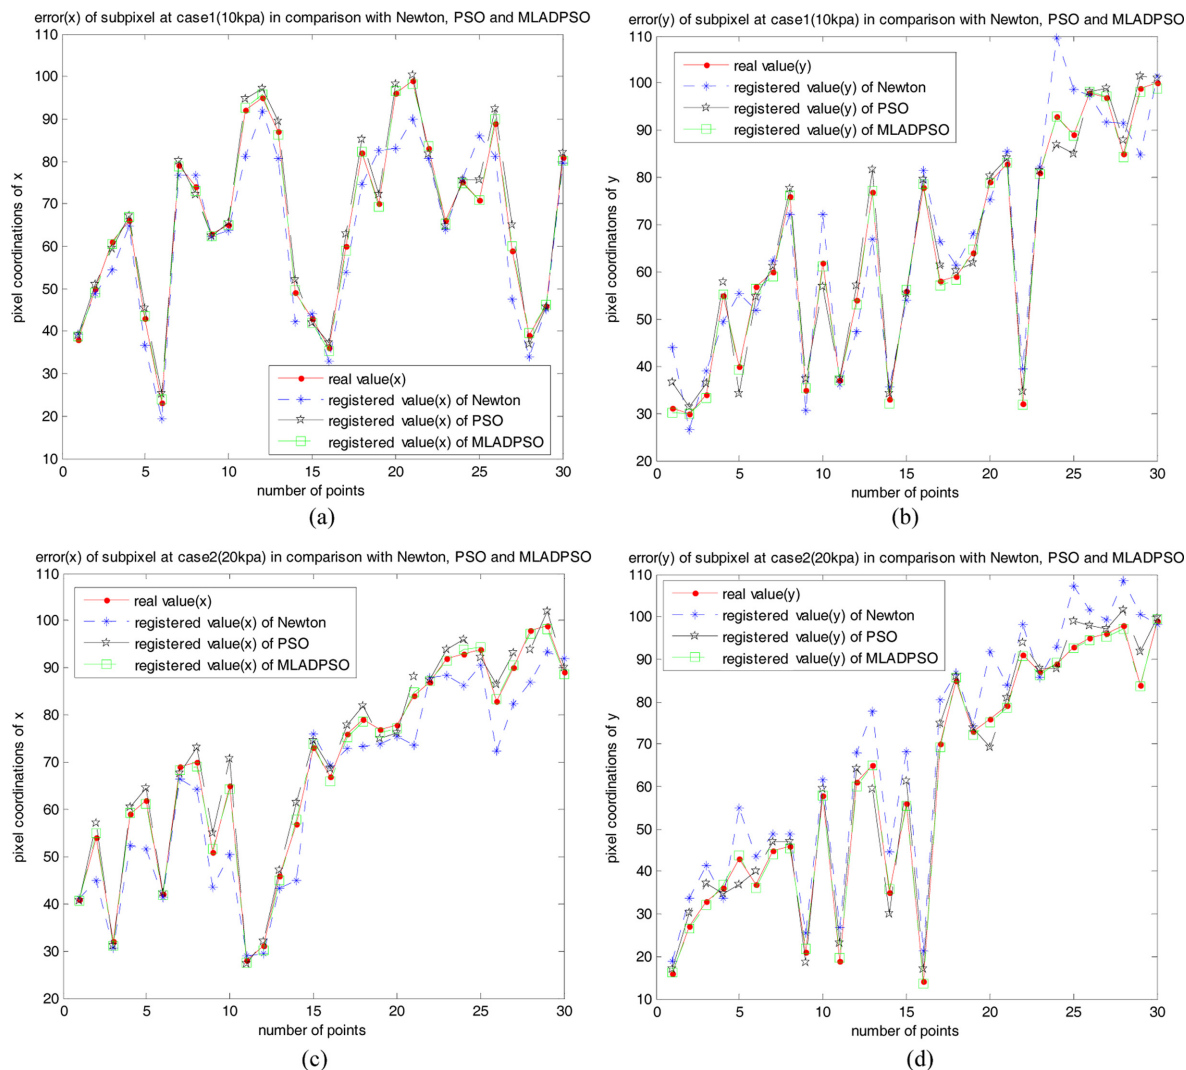 error(x) of subpixel at case1(10kpa) in comparison with Newton, PSO and MLADPSO
110
100
90
80
70
60
50
40
30
20
10
pixel coordinations of x
real value(x)
registered value(x) of Newton
registered value(x) of PSO
registered value(x) of MLADPSO
0 5 10 15 20 25 30
number of points
(a)
error(y) of subpixel at case1(10kpa) in comparison with Newton, PSO and MLADPSO
110
100
90
80
70
60
50
40
30
20
pixel coordinations of y
real value(y)
registered value(y) of Newton
registered value(y) of PSO
registered value(y) of MLADPSO
0 5 10 15 20 25 30
number of points
(b)
error(x) of subpixel at case2(20kpa) in comparison with Newton, PSO and MLADPSO
110
100
90
80
70
60
50
40
30
20
pixel coordinations of x
real value(x)
registered value(x) of Newton
registered value(x) of PSO
registered value(x) of MLADPSO
0 5 10 15 20 25 30
number of points
(c)
error(y) of subpixel at case2(20kpa) in comparison with Newton, PSO and MLADPSO
110
100
90
80
70
60
50
40
30
20
10
pixel coordinations of y
real value(y)
registered value(y) of Newton
registered value(y) of PSO
registered value(y) of MLADPSO
0 5 10 15 20 25 30
number of points
(d)